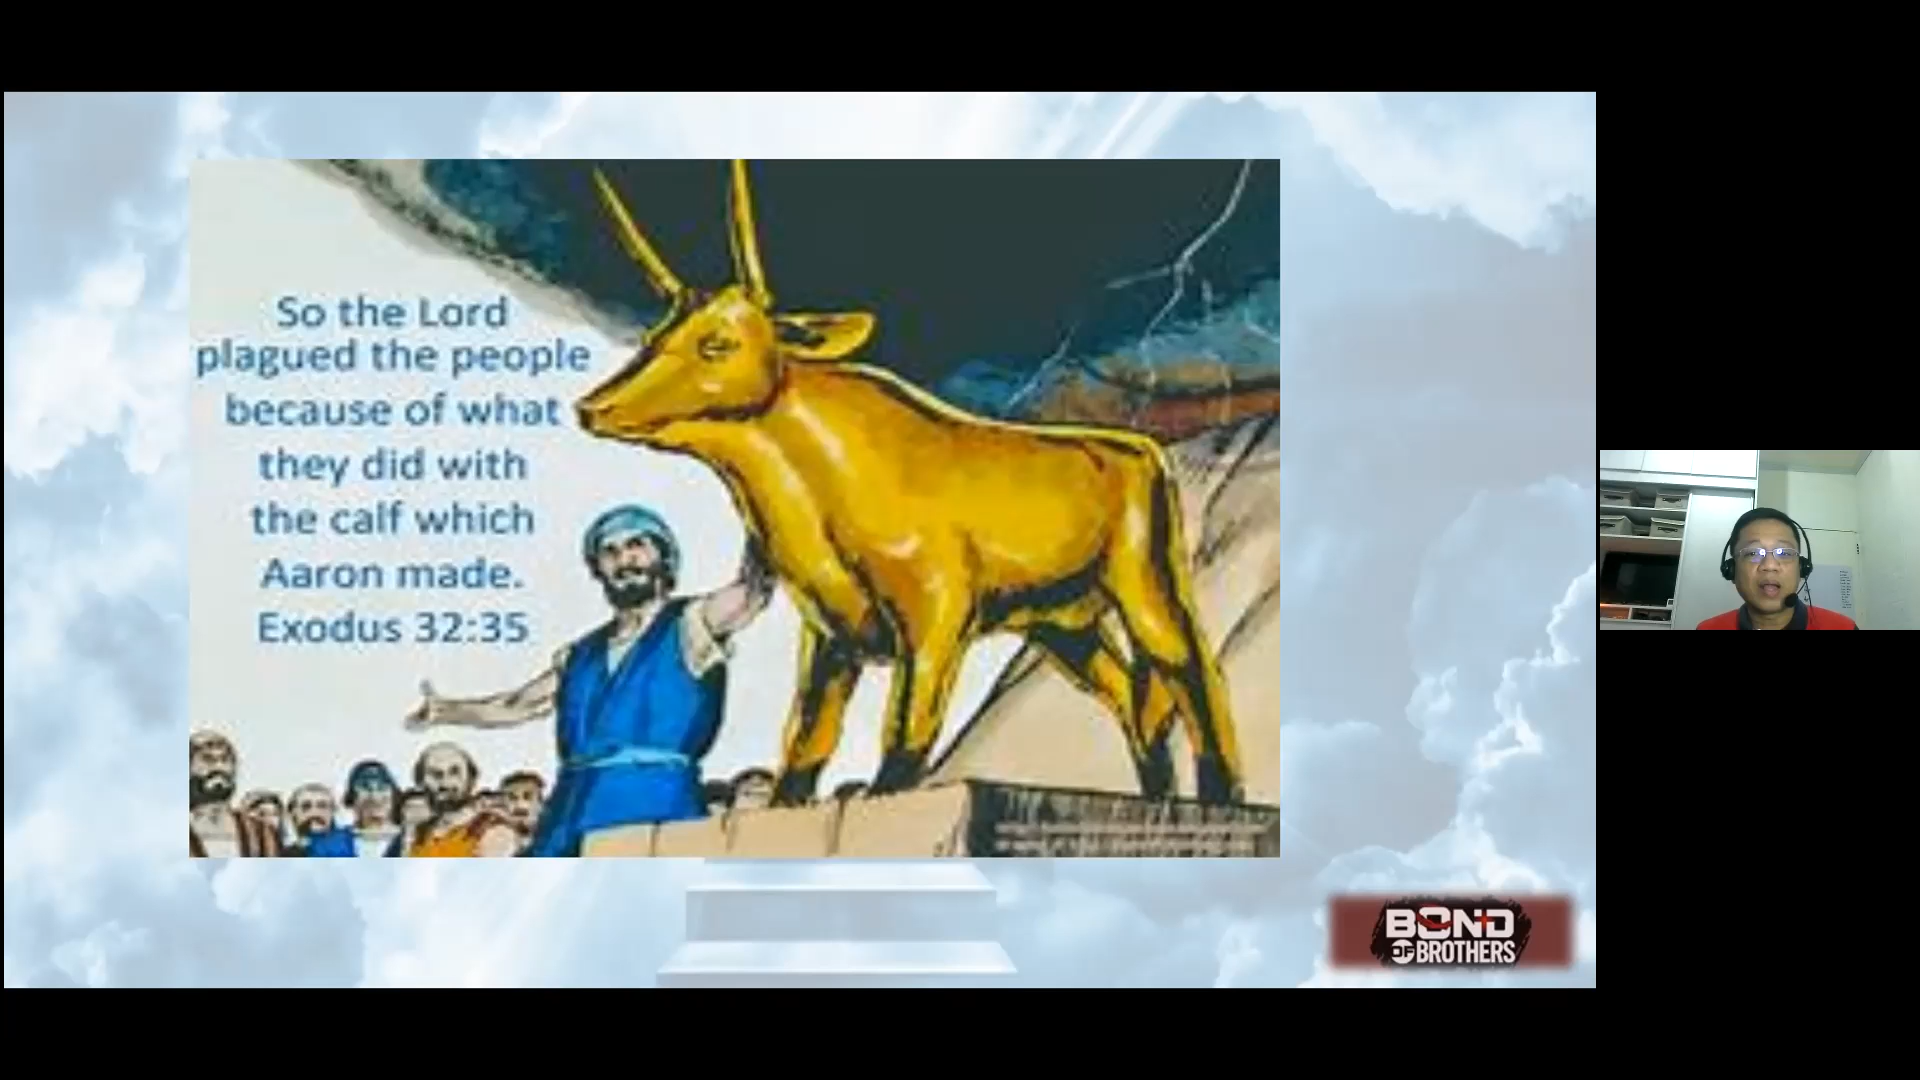 So the Lord
plagued the people
because of what
they did with
the calf which
Aaron made.
Exodus 32:35
BOND
OF BROTHERS